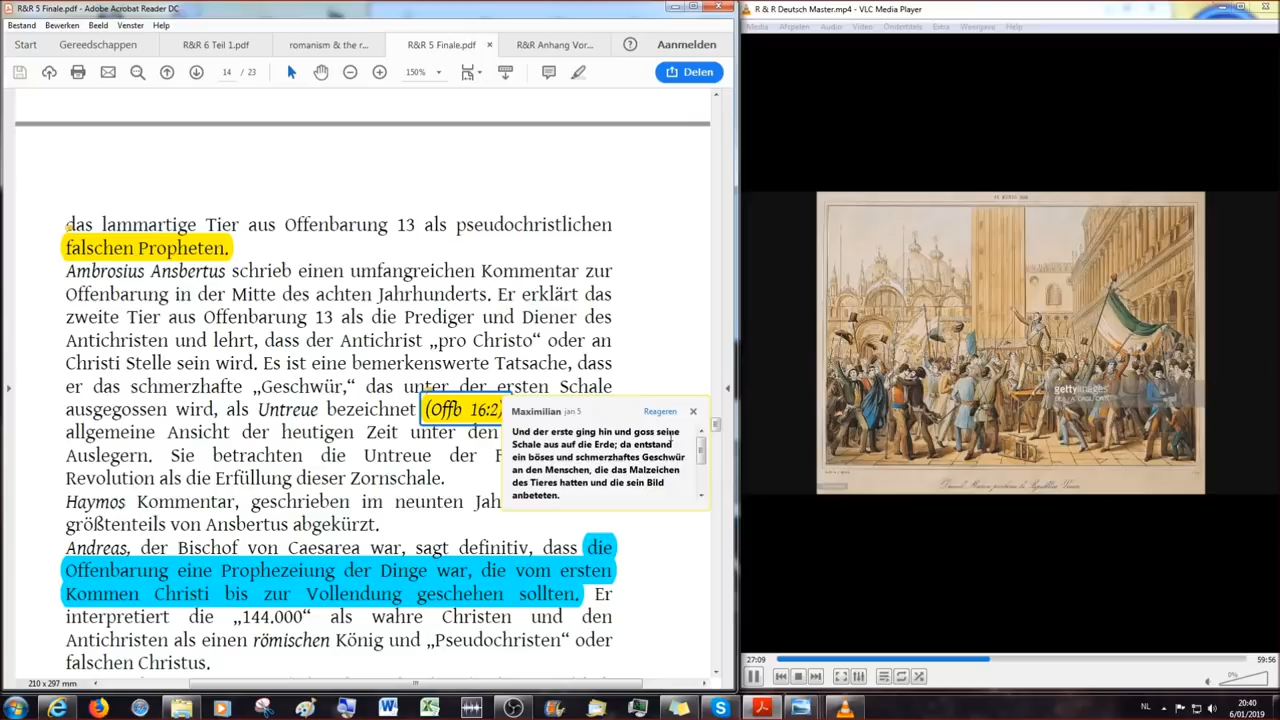 R&R 5 Finale.pdf - Adobe Acrobat Reader DC
Bestand Bewerken Beeld Venster Help
Start Gereedschappen R&R 6 Teil 1.pdf romanism & the r... R&R 5 Finale.pdf × R&R Anhang Vor... Aanmelden
14 / 23 150% Delen
das lammartige Tier aus Offenbarung 13 als pseudochristlichen
falschen Propheten.
Ambrosius Ansbertus schrieb einen umfangreichen Kommentar zur
Offenbarung in der Mitte des achten Jahrhunderts. Er erklärt das
zweite Tier aus Offenbarung 13 als die Prediger und Diener des
Antichristen und lehrt, dass der Antichrist „pro Christo“ oder an
Christi Stelle sein wird. Es ist eine bemerkenswerte Tatsache, dass
er das schmerzhafte „Geschwür,“ das unter der ersten Schale
ausgegossen wird, als Untreue bezeichnet (Offb 16:2)
allgemeine Ansicht der heutigen Zeit unter den
Auslegern. Sie betrachten die Untreue der
Revolution als die Erfüllung dieser Zornschale.
Haymos Kommentar, geschrieben im neunten Jah
größtenteils von Ansbertus abgekürzt.
Andreas, der Bischof von Caesarea war, sagt definitiv, dass die
Offenbarung eine Prophezeiung der Dinge war, die vom ersten
Kommen Christi bis zur Vollendung geschehen sollten. Er
interpretiert die „144.000“ als wahre Christen und den
Antichristen als einen römischen König und „Pseudochristen“ oder
falschen Christus.
Maximilian jan 5 Reageren
Und der erste ging hin und goss seine
Schale aus auf die Erde; da entstand
ein böses und schmerzhaftes Geschwür
an den Menschen, die das Malzeichen
des Tieres hatten und die sein Bild
anbeteten.
210 x 297 mm
R & R Deutsch Master.mp4 - VLC Media Player
Media Afspelen Audio Video Ondertitels Extra Weergave Help
gettyimages
27:09 59:56
0%
W
NL 20:40
6/01/2019